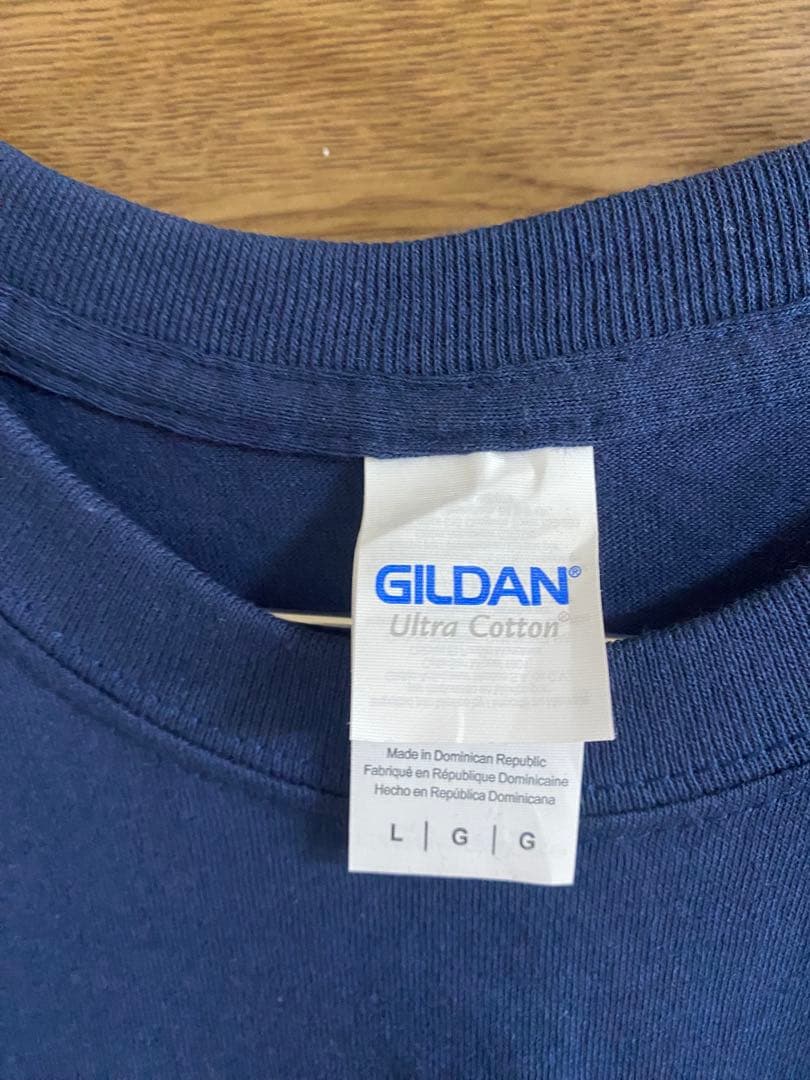 GILDAN®
Ultra Cotton®
Made in Dominican Republic
Fabriqué en République Dominicaine
Hecho en República Dominicana
L | G | G